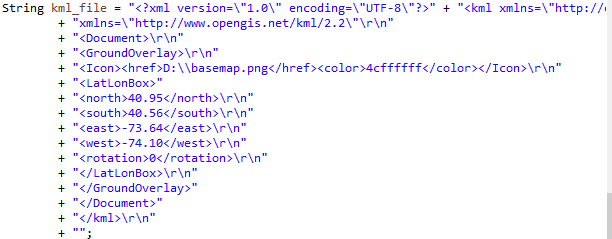 String kml_file = "<?xml version=\"1.0\" encoding=\"UTF-8\"?>" + "<kml xmlns=\"http://
+ "xmlns=\"http://www.opengis.net/kml/2.2\"\r\n"
+ "<Document>\r\n"
+ "<GroundOverlay>\r\n"
+ "<Icon><href>D:\\basemap.png</href><color>4cffffff</color></Icon>\r\n"
+ "<LatLonBox>"
+ "<north>40.95</north>\r\n"
+ "<south>40.56</south>\r\n"
+ "<east>-73.64</east>\r\n"
+ "<west>-74.10</west>\r\n"
+ "<rotation>0</rotation>\r\n"
+ "</LatLonBox>\r\n"
+ "</GroundOverlay>"
+ "</Document>"
+ "</kml>\r\n"
+ "";